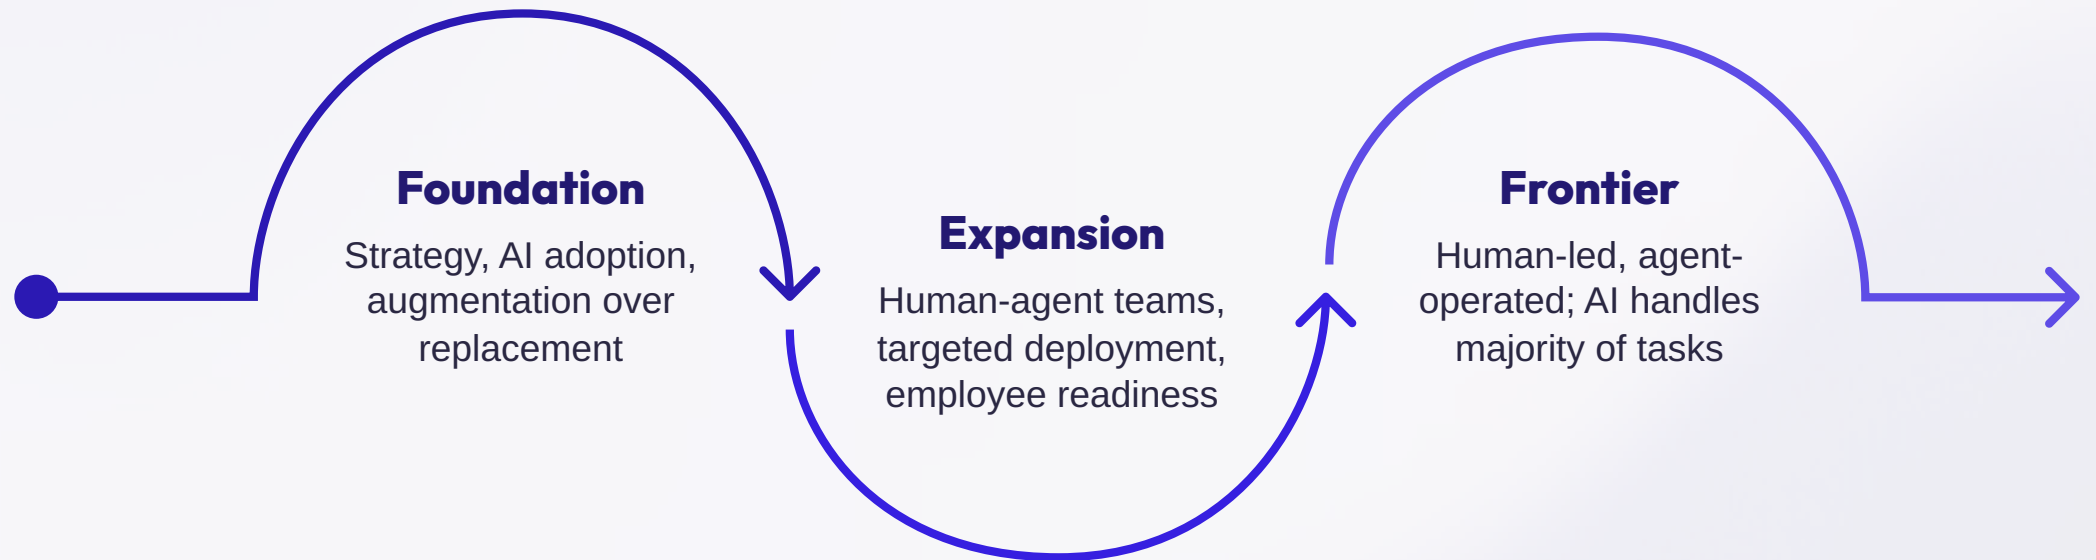 Foundation
Strategy, AI adoption,
augmentation over
replacement
Expansion
Human-agent teams,
targeted deployment,
employee readiness
Frontier
Human-led, agent-
operated; AI handles
majority of tasks